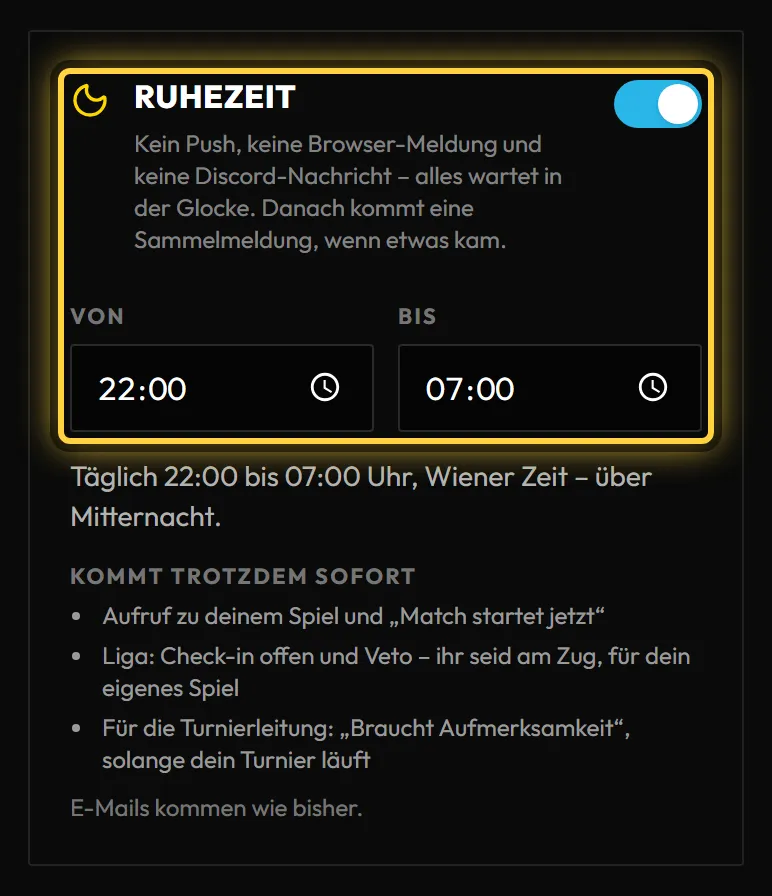 RUHEZEIT
Kein Push, keine Browser-Meldung und
keine Discord-Nachricht – alles wartet in
der Glocke. Danach kommt eine
Sammelmeldung, wenn etwas kam.
VON
BIS
22:00
07:00
Täglich 22:00 bis 07:00 Uhr, Wiener Zeit – über
Mitternacht.
KOMMT TROTZDEM SOFORT
• Aufruf zu deinem Spiel und „Match startet jetzt“
• Liga: Check-in offen und Veto – ihr seid am Zug, für dein
eigenes Spiel
• Für die Turnierleitung: „Braucht Aufmerksamkeit“,
solange dein Turnier läuft
E-Mails kommen wie bisher.